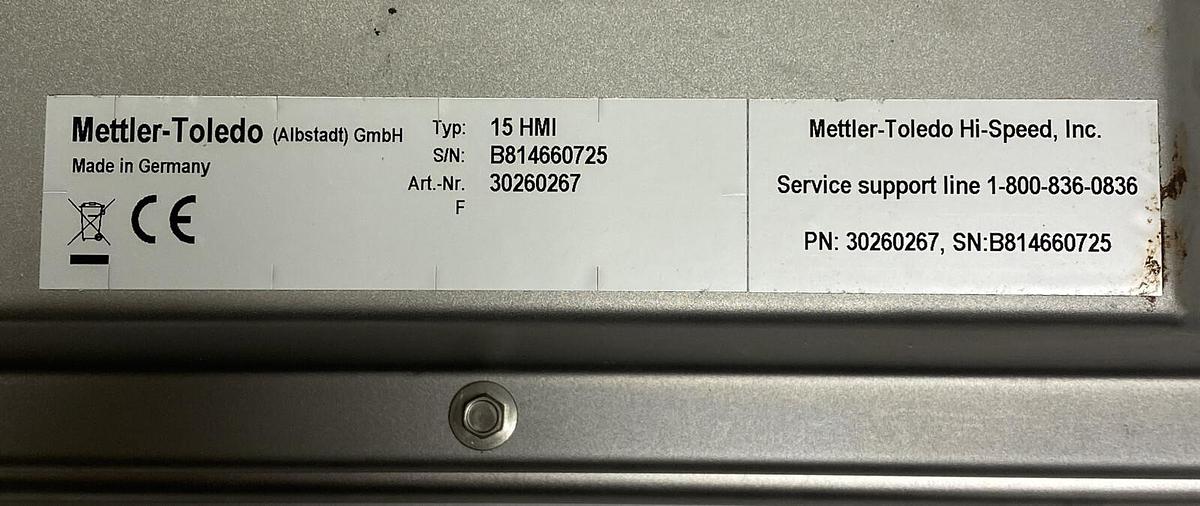 Mettler-Toledo (Albstadt) GmbH
Made in Germany
CE
Typ: 15 HMI
S/N: B814660725
Art.-Nr. 30260267
F
Mettler-Toledo Hi-Speed, Inc.
Service support line 1-800-836-0836
PN: 30260267, SN:B814660725